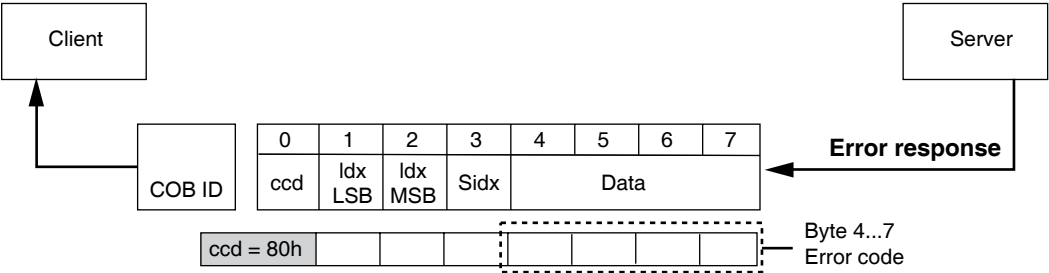 Client
Server
0 1 2 3 4 5 6 7
Error response
COB ID
ccd
Idx
LSB
Idx
MSB
Sidx
Data
ccd = 80h
Byte 4...7
Error code